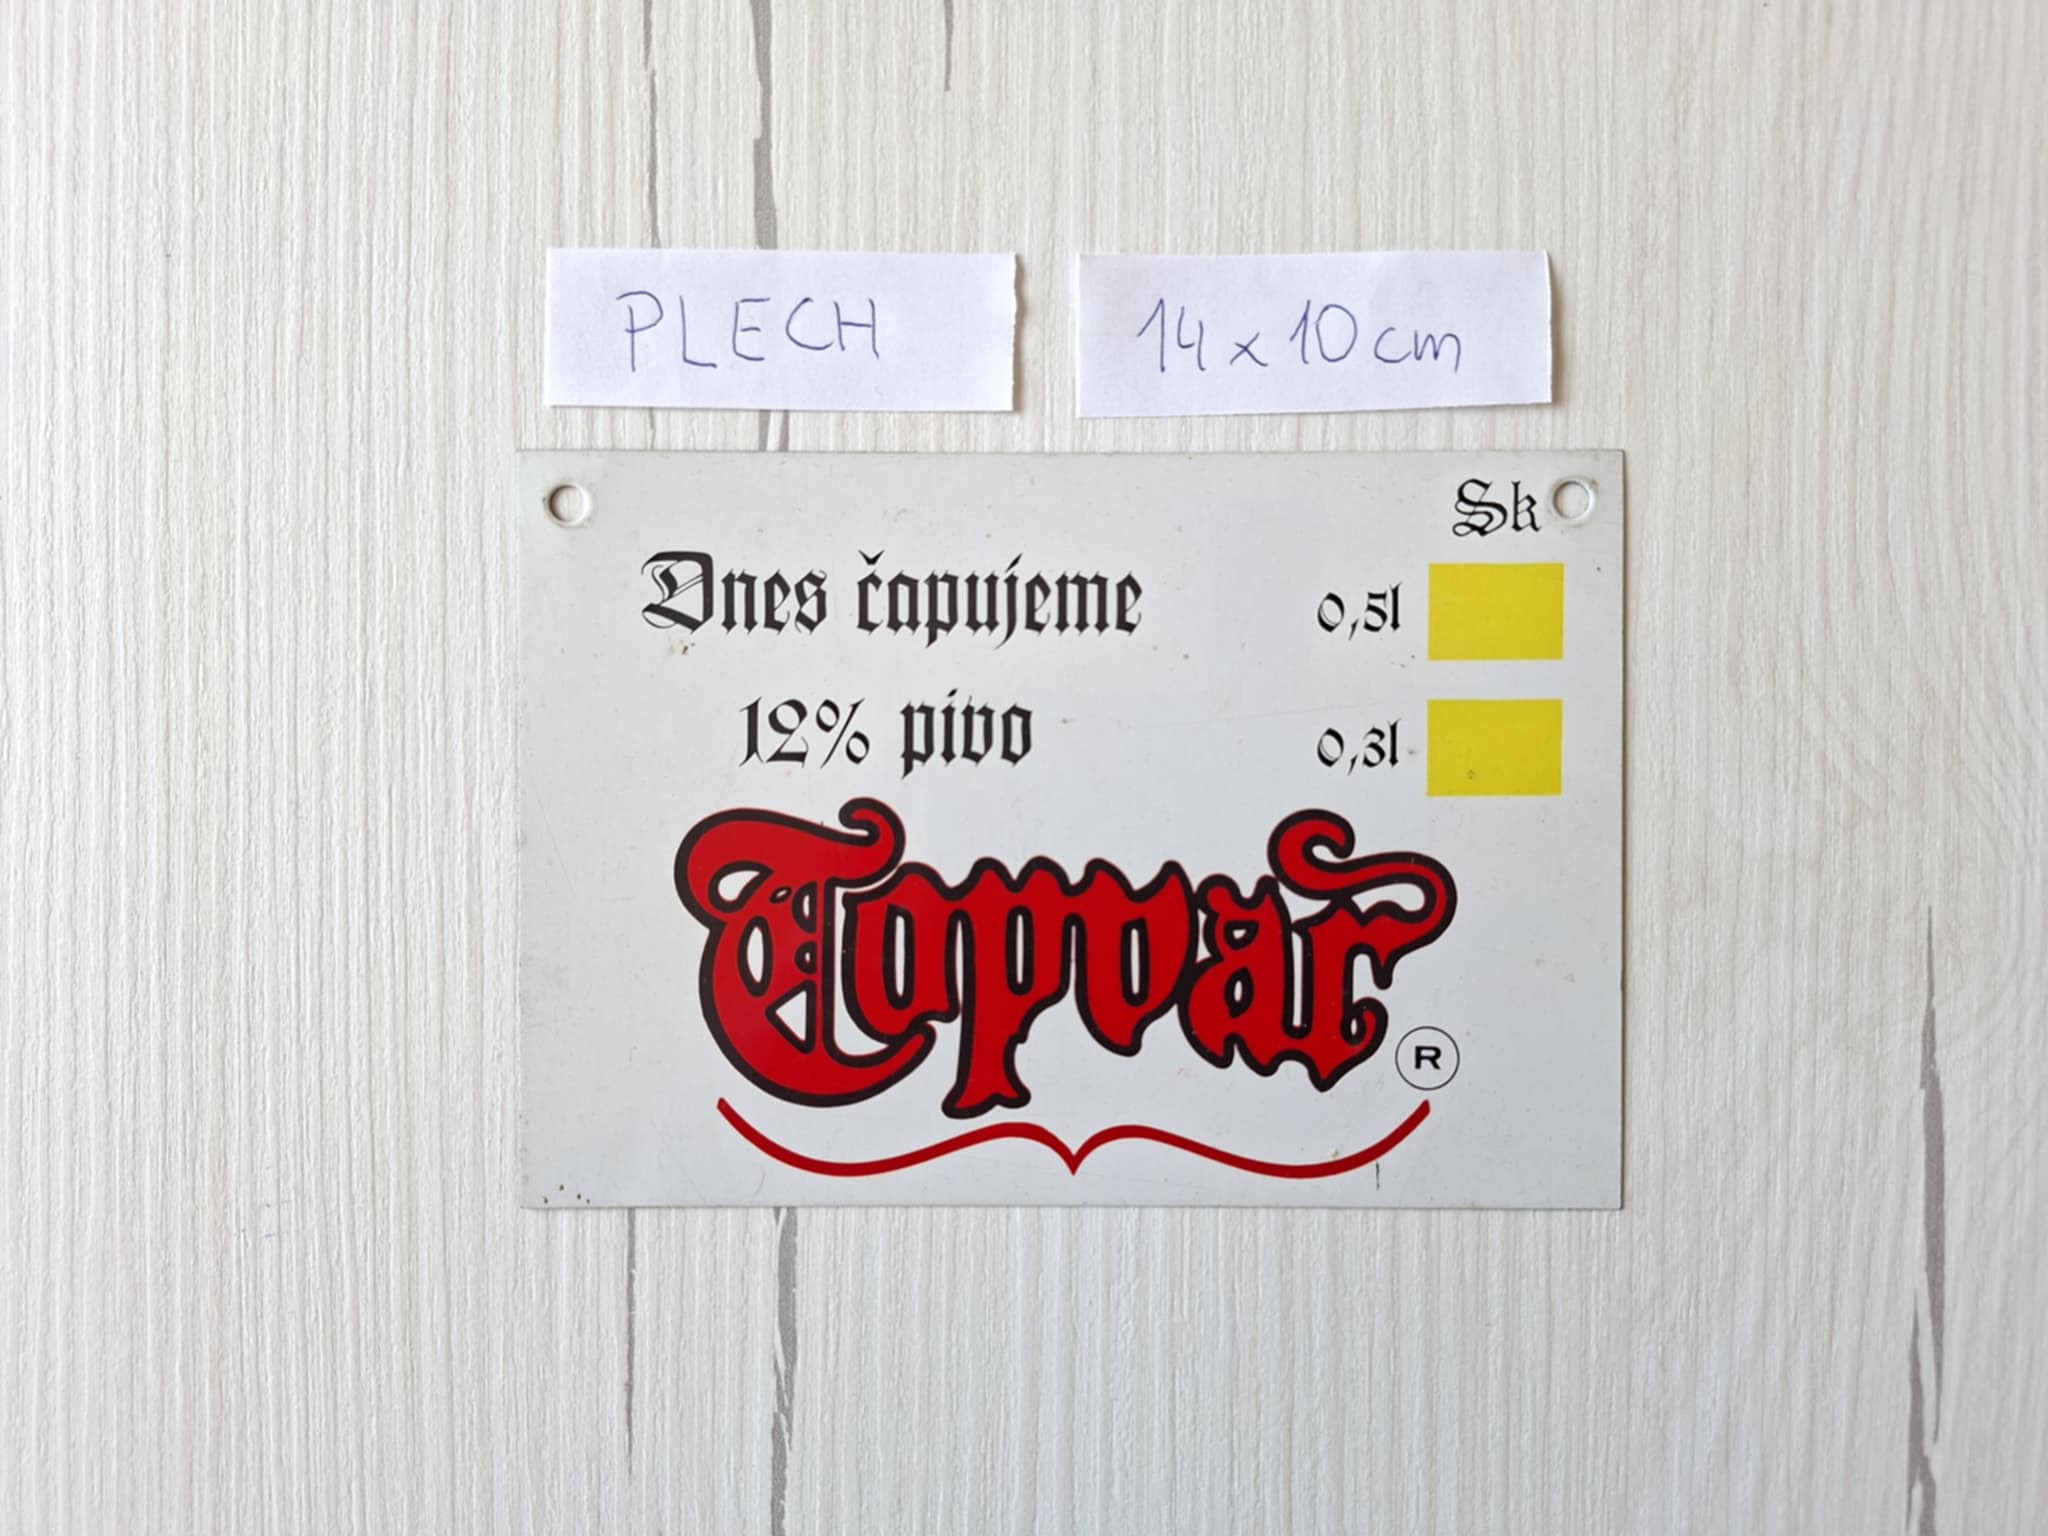 PLECH
14 x 10 cm
Sk
Dnes čapujeme 0,5l
12% pivo 0,3l
Topvar
R